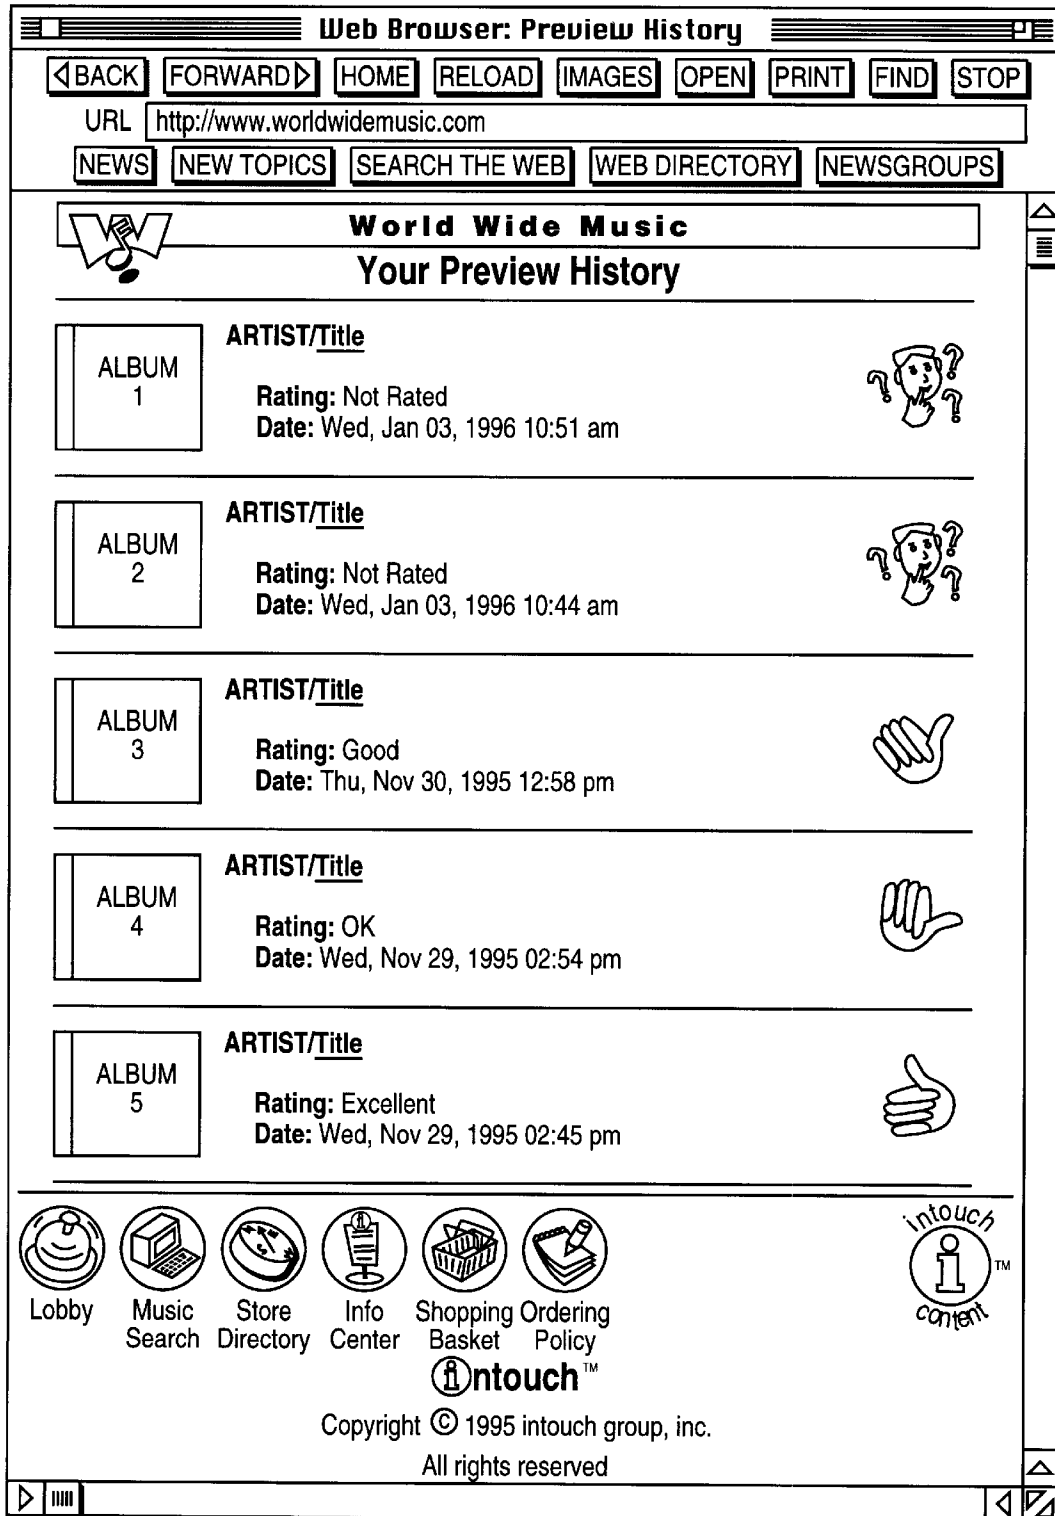 Web Browser: Preview History
BACK FORWARD HOME RELOAD IMAGES OPEN PRINT FIND STOP
URL http://www.worldwidemusic.com
NEWS NEW TOPICS SEARCH THE WEB WEB DIRECTORY NEWSGROUPS
World Wide Music
Your Preview History
ALBUM
1
ARTIST/Title
Rating: Not Rated
Date: Wed, Jan 03, 1996 10:51 am
ALBUM
2
ARTIST/Title
Rating: Not Rated
Date: Wed, Jan 03, 1996 10:44 am
ALBUM
3
ARTIST/Title
Rating: Good
Date: Thu, Nov 30, 1995 12:58 pm
ALBUM
4
ARTIST/Title
Rating: OK
Date: Wed, Nov 29, 1995 02:54 pm
ALBUM
5
ARTIST/Title
Rating: Excellent
Date: Wed, Nov 29, 1995 02:45 pm
Lobby
Music
Search
Store
Directory
Info
Center
Shopping
Basket
Ordering
Policy
intouch
i TM
content
intouch™
Copyright © 1995 intouch group, inc.
All rights reserved